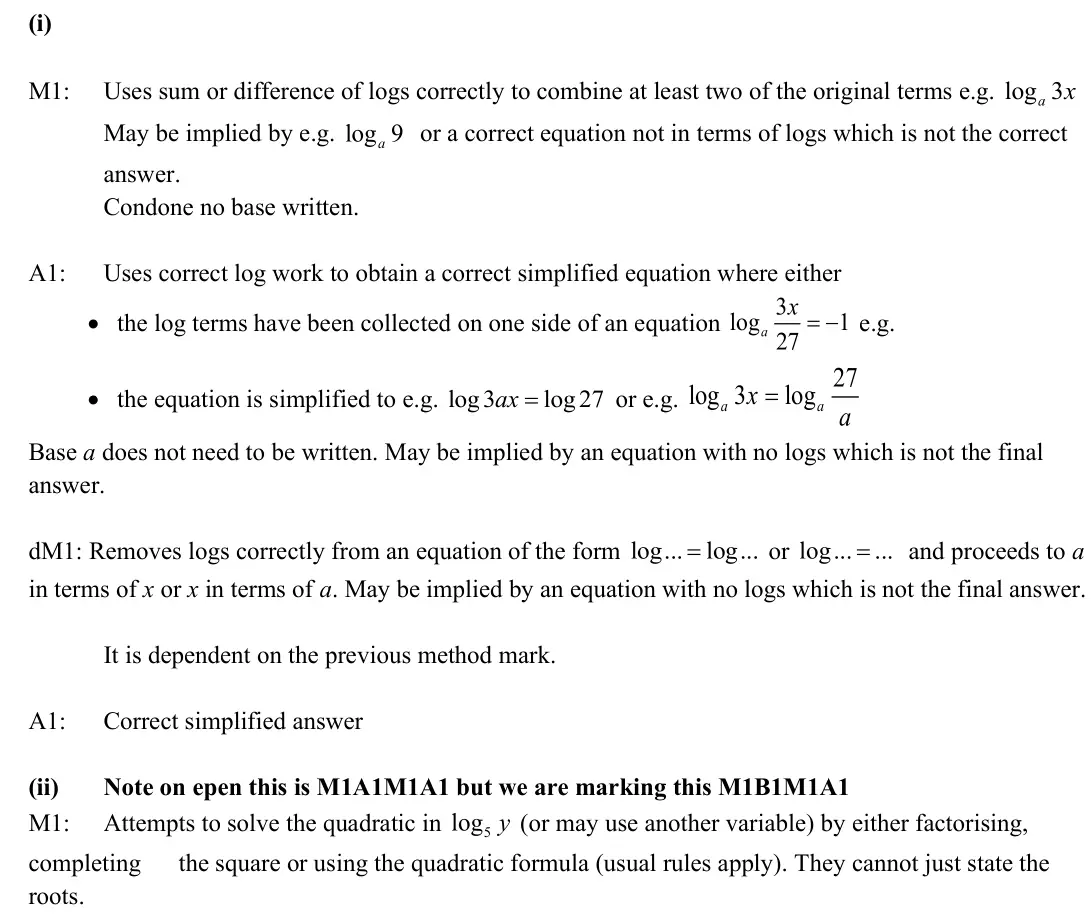 (i)
M1: Uses sum or difference of logs correctly to combine at least two of the original terms e.g. logₐ 3x
May be implied by e.g. logₐ 9 or a correct equation not in terms of logs which is not the correct
answer.
Condone no base written.
A1: Uses correct log work to obtain a correct simplified equation where either
• the log terms have been collected on one side of an equation logₐ 3x/27 = −1 e.g.
• the equation is simplified to e.g. log 3ax = log 27 or e.g. logₐ 3x = logₐ 27/a
Base a does not need to be written. May be implied by an equation with no logs which is not the final
answer.
dM1: Removes logs correctly from an equation of the form log... = log... or log... = ... and proceeds to a
in terms of x or x in terms of a. May be implied by an equation with no logs which is not the final answer.
It is dependent on the previous method mark.
A1: Correct simplified answer
(ii) Note on epen this is M1A1M1A1 but we are marking this M1B1M1A1
M1: Attempts to solve the quadratic in log₅ y (or may use another variable) by either factorising,
completing the square or using the quadratic formula (usual rules apply). They cannot just state the
roots.